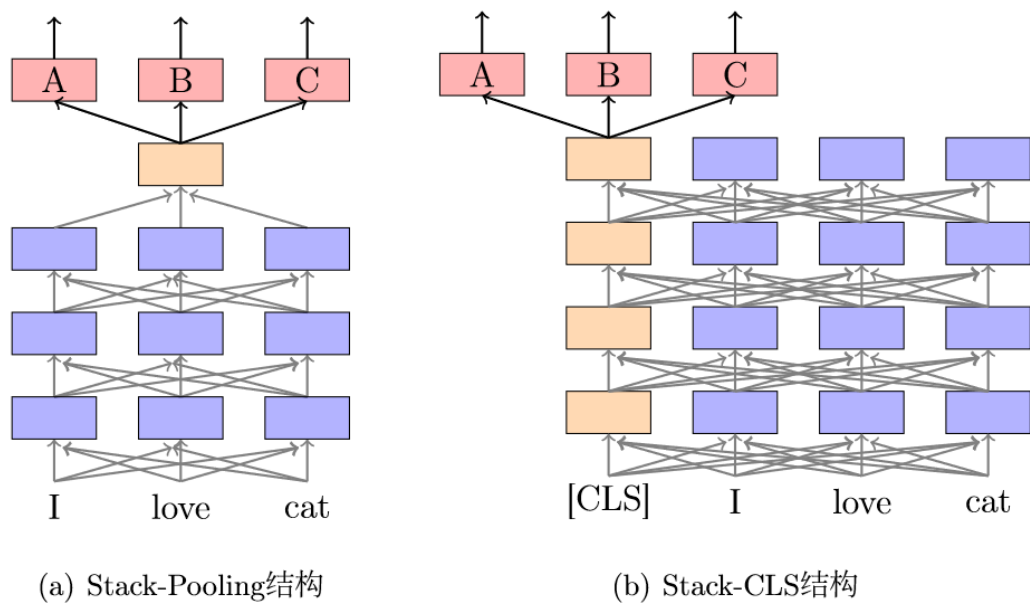 A B C
I love cat
(a) Stack-Pooling结构
A B C
[CLS] I love cat
(b) Stack-CLS结构